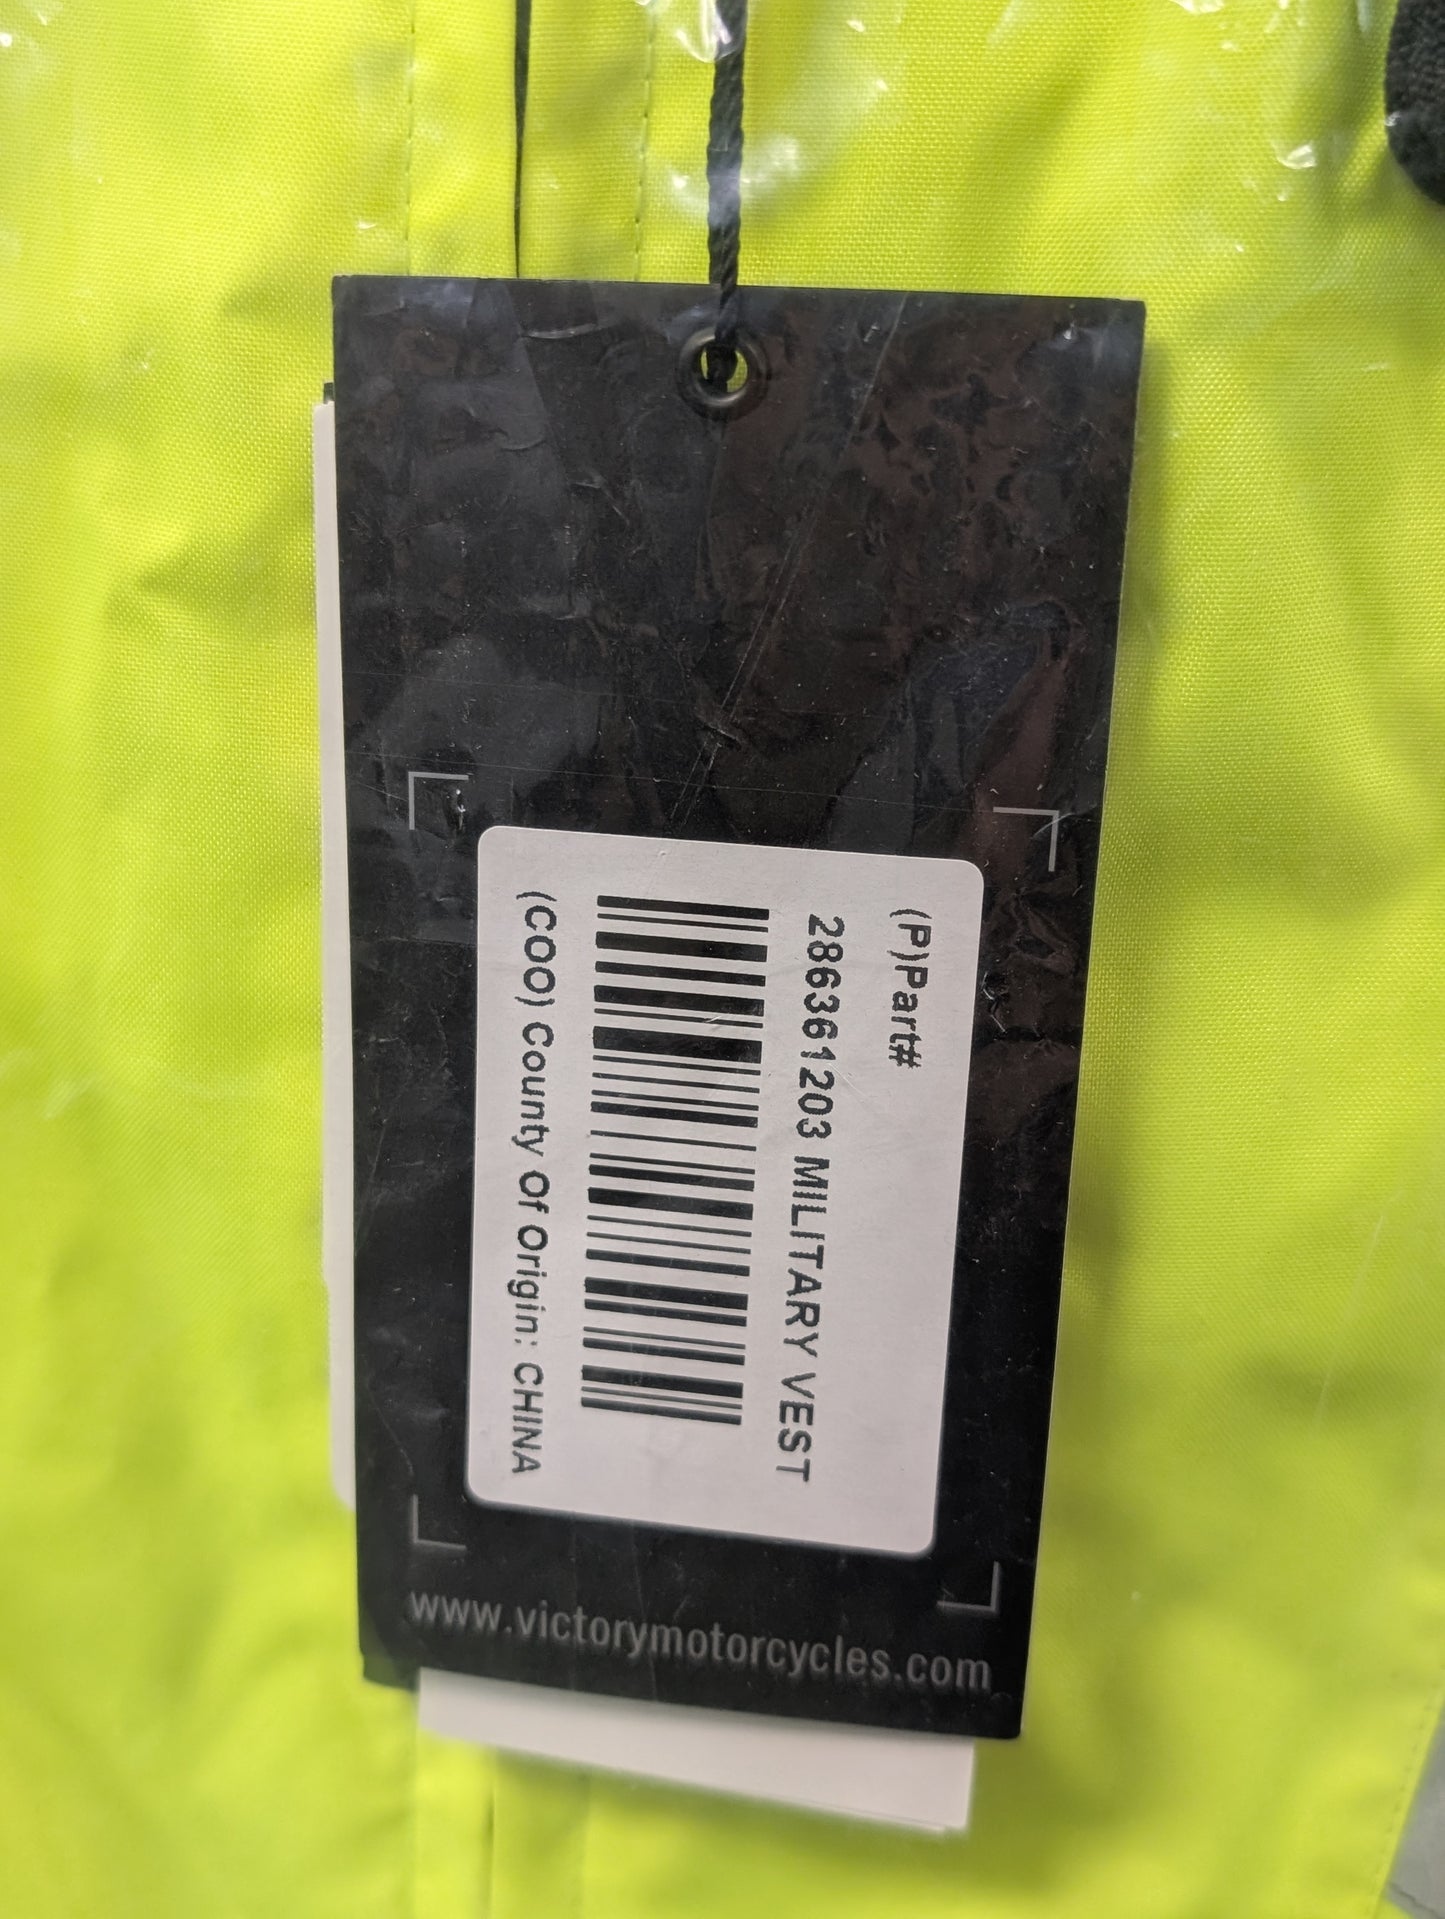 (P)Part#
286361203 MILITARY VEST
(COO) County Of Origin: CHINA
www.victorymotorcycles.com